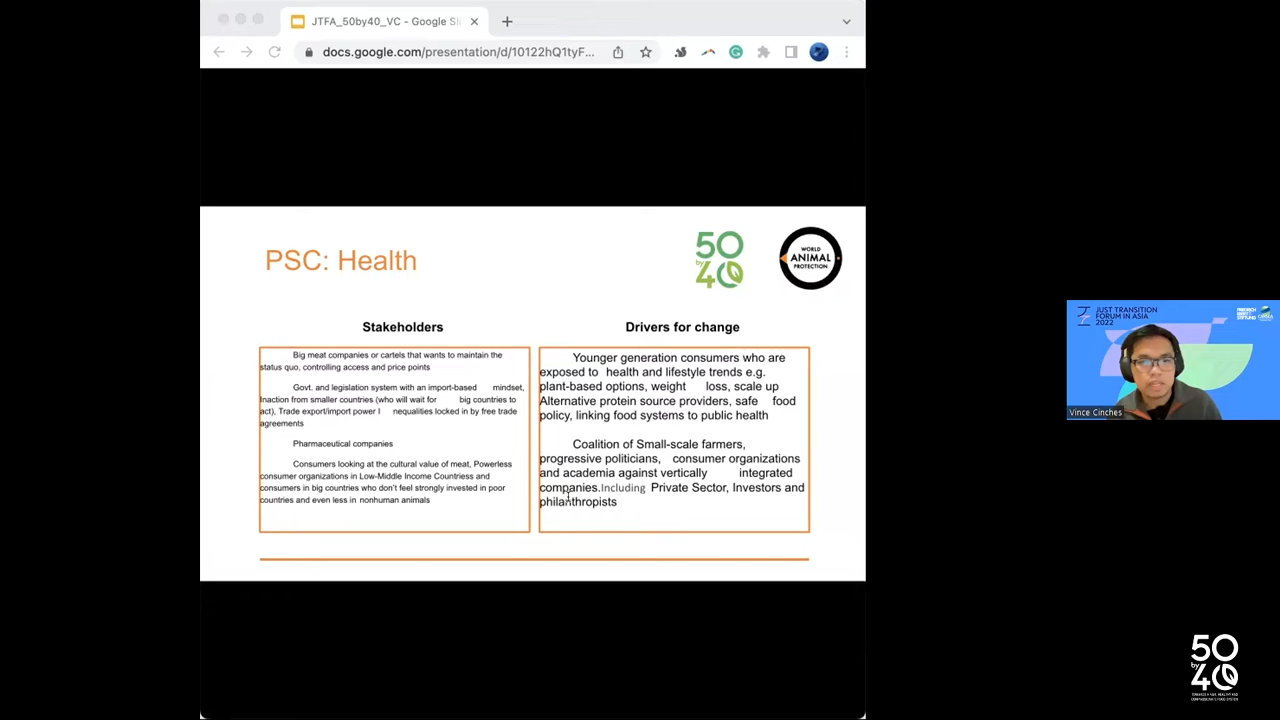 JTFA_50by40_VC - Google Sli
docs.google.com/presentation/d/10122hQ1tyF...
PSC: Health
50
by
40
WORLD
ANIMAL
PROTECTION
Stakeholders
Big meat companies or cartels that wants to maintain the
status quo, controlling access and price points
Govt. and legislation system with an import-based mindset,
Inaction from smaller countries (who will wait for big countries to
act), Trade export/import power I nequalities locked in by free trade
agreements
Pharmaceutical companies
Consumers looking at the cultural value of meat, Powerless
consumer organizations in Low-Middle Income Countriess and
consumers in big countries who don't feel strongly invested in poor
countries and even less in nonhuman animals
Drivers for change
Younger generation consumers who are
exposed to health and lifestyle trends e.g.
plant-based options, weight loss, scale up
Alternative protein source providers, safe food
policy, linking food systems to public health
Coalition of Small-scale farmers,
progressive politicians, consumer organizations
and academia against vertically integrated
companies.Including Private Sector, Investors and
philanthropists
JUST TRANSITION
FORUM IN ASIA
2022
FRIEDRICH
EBERT
STIFTUNG
Vince Cinches
50
by
40